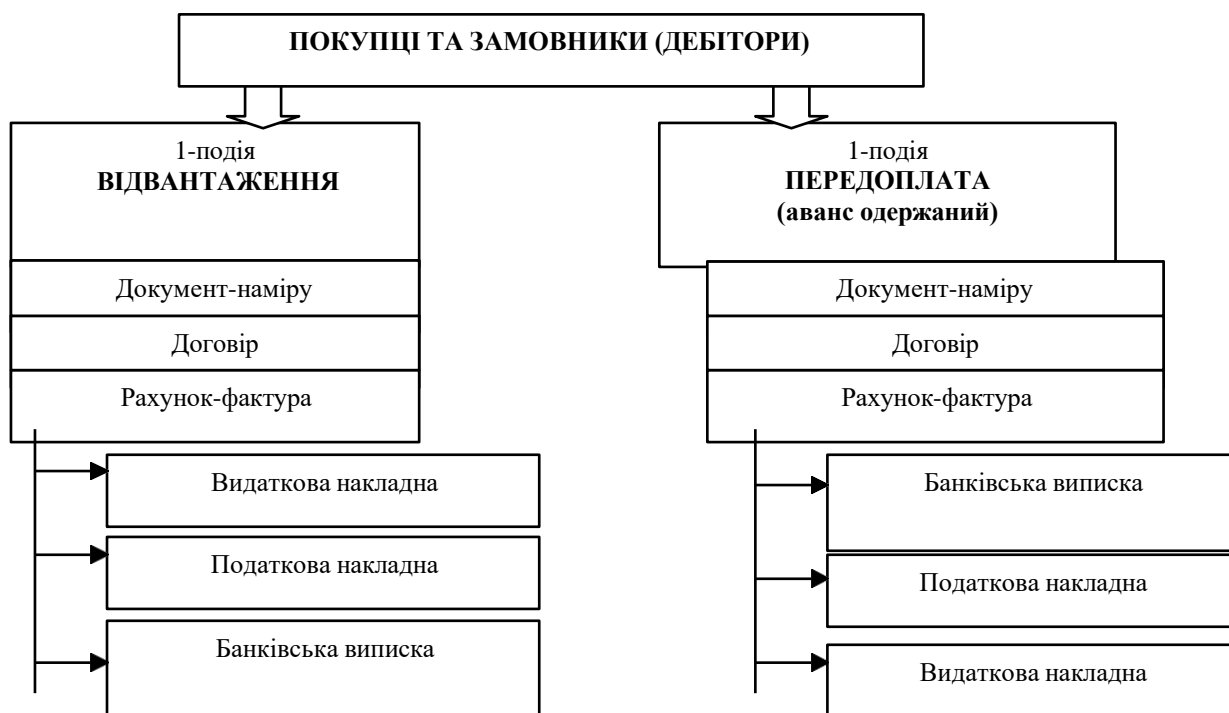 ПОКУПЦІ ТА ЗАМОВНИКИ (ДЕБІТОРИ)
1-подія
ВІДВАНТАЖЕННЯ
Документ-наміру
Договір
Рахунок-фактура
Видаткова накладна
Податкова накладна
Банківська виписка
1-подія
ПЕРЕДОПЛАТА
(аванс одержаний)
Документ-наміру
Договір
Рахунок-фактура
Банківська виписка
Податкова накладна
Видаткова накладна